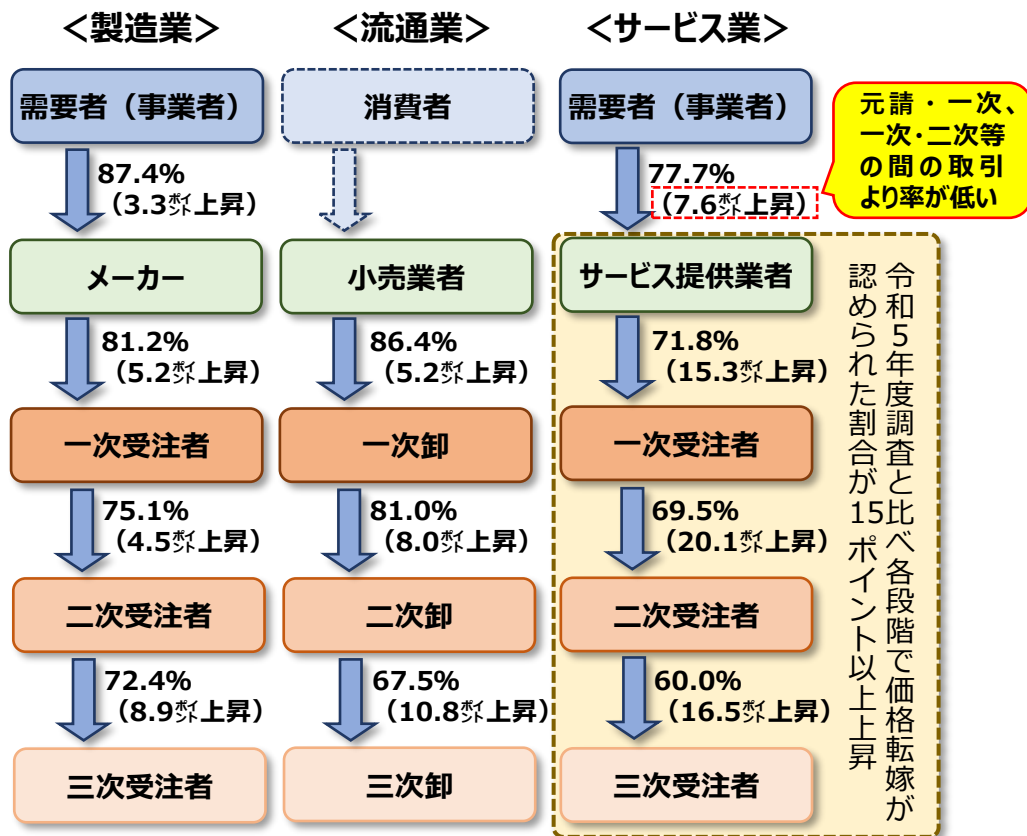 ＜製造業＞
需要者（事業者）
87.4%
（3.3ポイント上昇）
メーカー
81.2%
（5.2ポイント上昇）
一次受注者
75.1%
（4.5ポイント上昇）
二次受注者
72.4%
（8.9ポイント上昇）
三次受注者
＜流通業＞
消費者
小売業者
86.4%
（5.2ポイント上昇）
一次卸
81.0%
（8.0ポイント上昇）
二次卸
67.5%
（10.8ポイント上昇）
三次卸
＜サービス業＞
需要者（事業者）
77.7%
（7.6ポイント上昇）
元請・一次、
一次・二次等
の間の取引
より率が低い
サービス提供業者
71.8%
（15.3ポイント上昇）
一次受注者
69.5%
（20.1ポイント上昇）
二次受注者
60.0%
（16.5ポイント上昇）
三次受注者
令和５年度調査と比べ各段階で価格転嫁が
認められた割合が15ポイント以上上昇